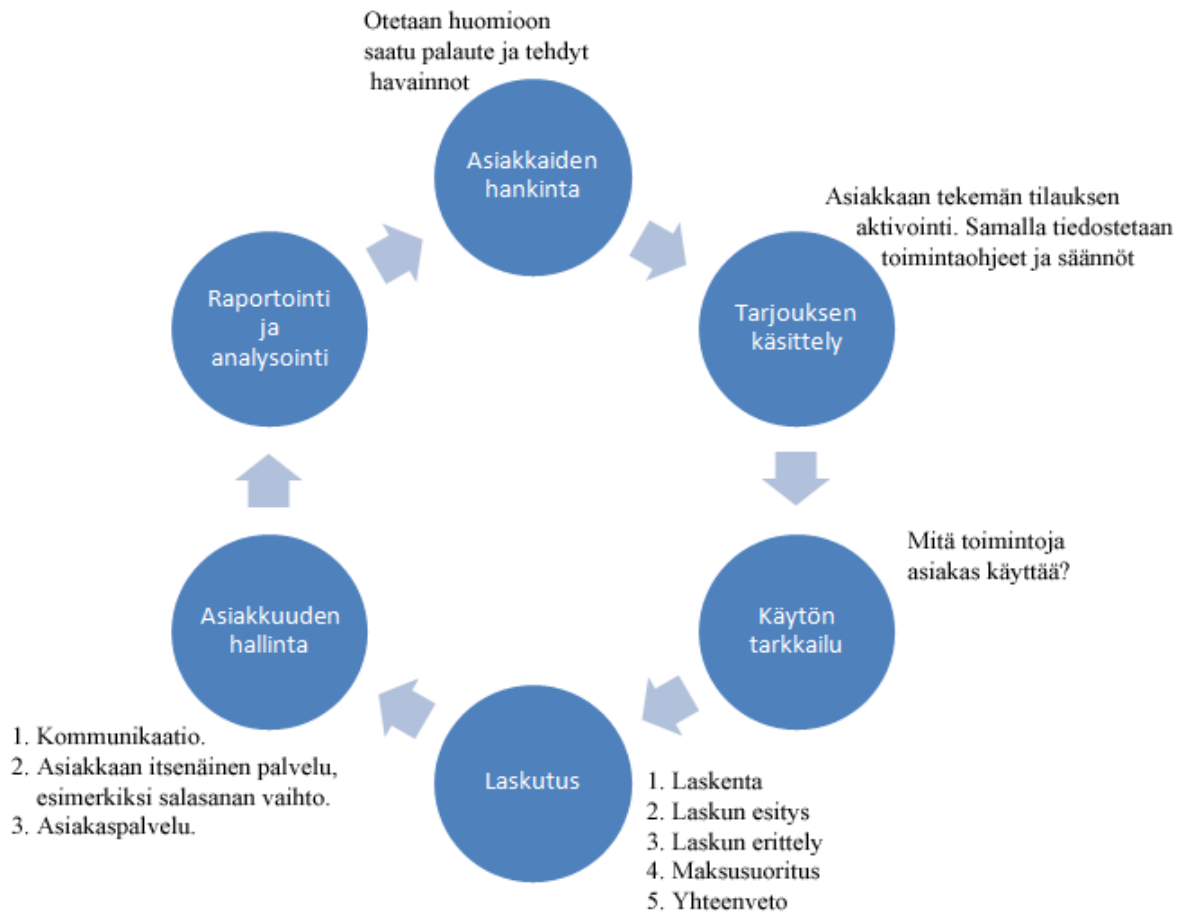 Otetaan huomioon
saatu palaute ja tehdyt
havainnot
Asiakkaiden
hankinta
Asiakkaan tekemän tilauksen
aktivointi. Samalla tiedostetaan
toimintaohjeet ja säännöt
Tarjouksen
käsittely
Mitä toimintoja
asiakas käyttää?
Käytön
tarkkailu
Laskutus
1. Laskenta
2. Laskun esitys
3. Laskun erittely
4. Maksusuoritus
5. Yhteenveto
Asiakkuuden
hallinta
1. Kommunikaatio.
2. Asiakkaan itsenäinen palvelu,
esimerkiksi salasanan vaihto.
3. Asiakaspalvelu.
Raportointi
ja
analysointi